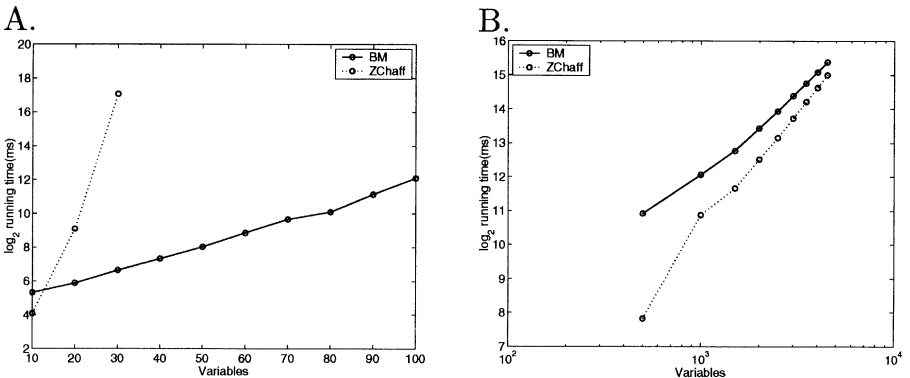 A.
20
18
16
14
12
10
8
6
4
2
log2 running time(ms)
10 20 30 40 50 60 70 80 90 100
Variables
BM
ZChaff
B.
16
15
14
13
12
11
10
9
8
7
log2 running time(ms)
10^2 10^3 10^4
Variables
BM
ZChaff